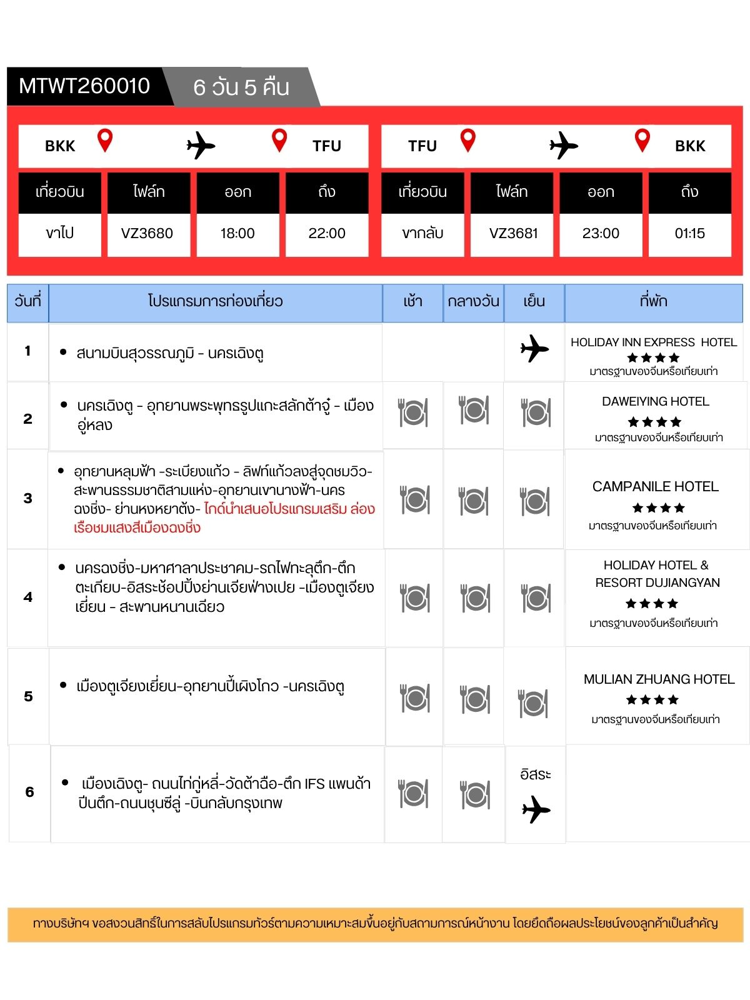 MTWT260010
6 วัน 5 คืน
BKK TFU
TFU BKK
เที่ยวบิน ไฟล์ท ออก ถึง
เที่ยวบิน ไฟล์ท ออก ถึง
ขาไป VZ3680 18:00 22:00
ขากลับ VZ3681 23:00 01:15
วันที่ โปรแกรมการท่องเที่ยว เช้า กลางวัน เย็น ที่พัก
1
สนามบินสุวรรณภูมิ - นครเฉิงตู
HOLIDAY INN EXPRESS HOTEL
มาตรฐานของจีนหรือเทียบเท่า
2
นครเฉิงตู - อุทยานพระพุทธรูปแกะสลักต้าจู๋ - เมือง
อู่หลง
DAWEIYING HOTEL
มาตรฐานของจีนหรือเทียบเท่า
3
อุทยานหลุมฟ้า -ระเบียงแก้ว - ลิฟท์แก้วลงสู่จุดชมวิว-
สะพานธรรมชาติสามแห่ง-อุทยานเขานางฟ้า-นคร
ฉงชิ่ง- ย่านหงหยาต้ง- ไกด์นำเสนอโปรแกรมเสริม ล่อง
เรือชมแสงสีเมืองฉงชิ่ง
CAMPANILE HOTEL
มาตรฐานของจีนหรือเทียบเท่า
4
นครฉงชิ่ง-มหาศาลาประชาคม-รถไฟทะลุตึก-ตึก
ตะเกียบ-อิสระช้อปปิ้งย่านเจียฟ่างเปย -เมืองตูเจียง
เยี่ยน - สะพานหนานเฉียว
HOLIDAY HOTEL &
RESORT DUJIANGYAN
มาตรฐานของจีนหรือเทียบเท่า
5
เมืองตูเจียงเยี่ยน-อุทยานปี้เผิงโกว -นครเฉิงตู
MULIAN ZHUANG HOTEL
มาตรฐานของจีนหรือเทียบเท่า
6
เมืองเฉิงตู- ถนนไท่กู่หลี่-วัดต้าฉือ-ตึก IFS แพนด้า
ปีนตึก-ถนนชุนซีลู่ -บินกลับกรุงเทพ
อิสระ
ทางบริษัทฯ ขอสงวนสิทธิ์ในการสลับโปรแกรมทัวร์ตามความเหมาะสมขึ้นอยู่กับสถานการณ์หน้างาน โดยยึดถือผลประโยชน์ของลูกค้าเป็นสำคัญ